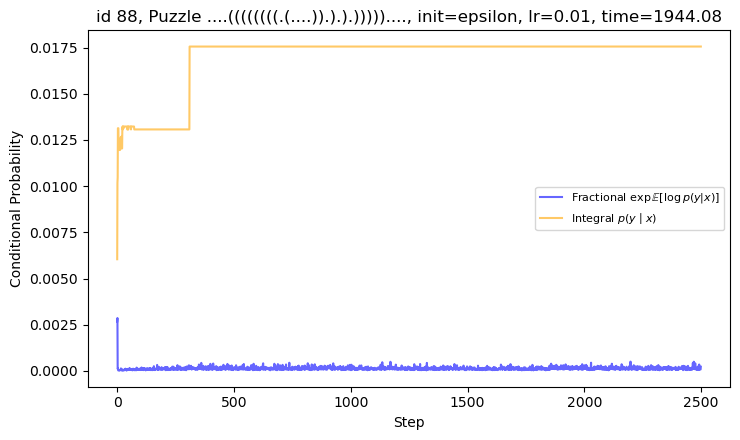 id 88, Puzzle ....((((((((.(....)).).).)))))...., init=epsilon, lr=0.01, time=1944.08
0.0175
0.0150
0.0125
0.0100
0.0075
0.0050
0.0025
0.0000
Conditional Probability
Fractional exp𝔼[log p(y|x)]
Integral p(y | x)
0
500
1000
1500
2000
2500
Step